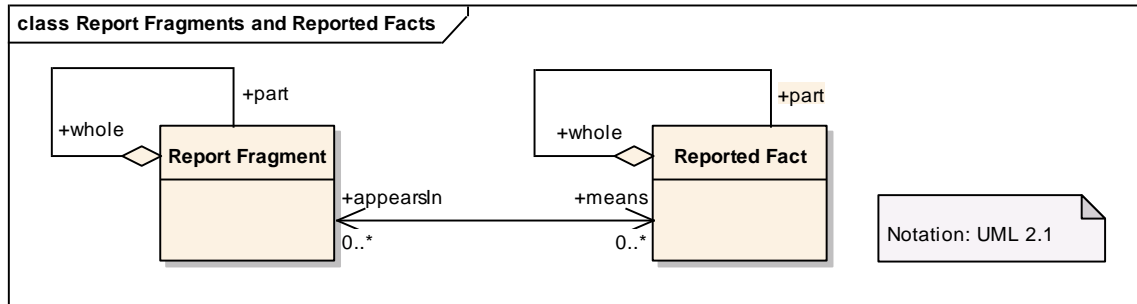 class Report Fragments and Reported Facts
+part
+part
+whole
+whole
Report Fragment
Reported Fact
+appearsIn
+means
0..*
0..*
Notation: UML 2.1